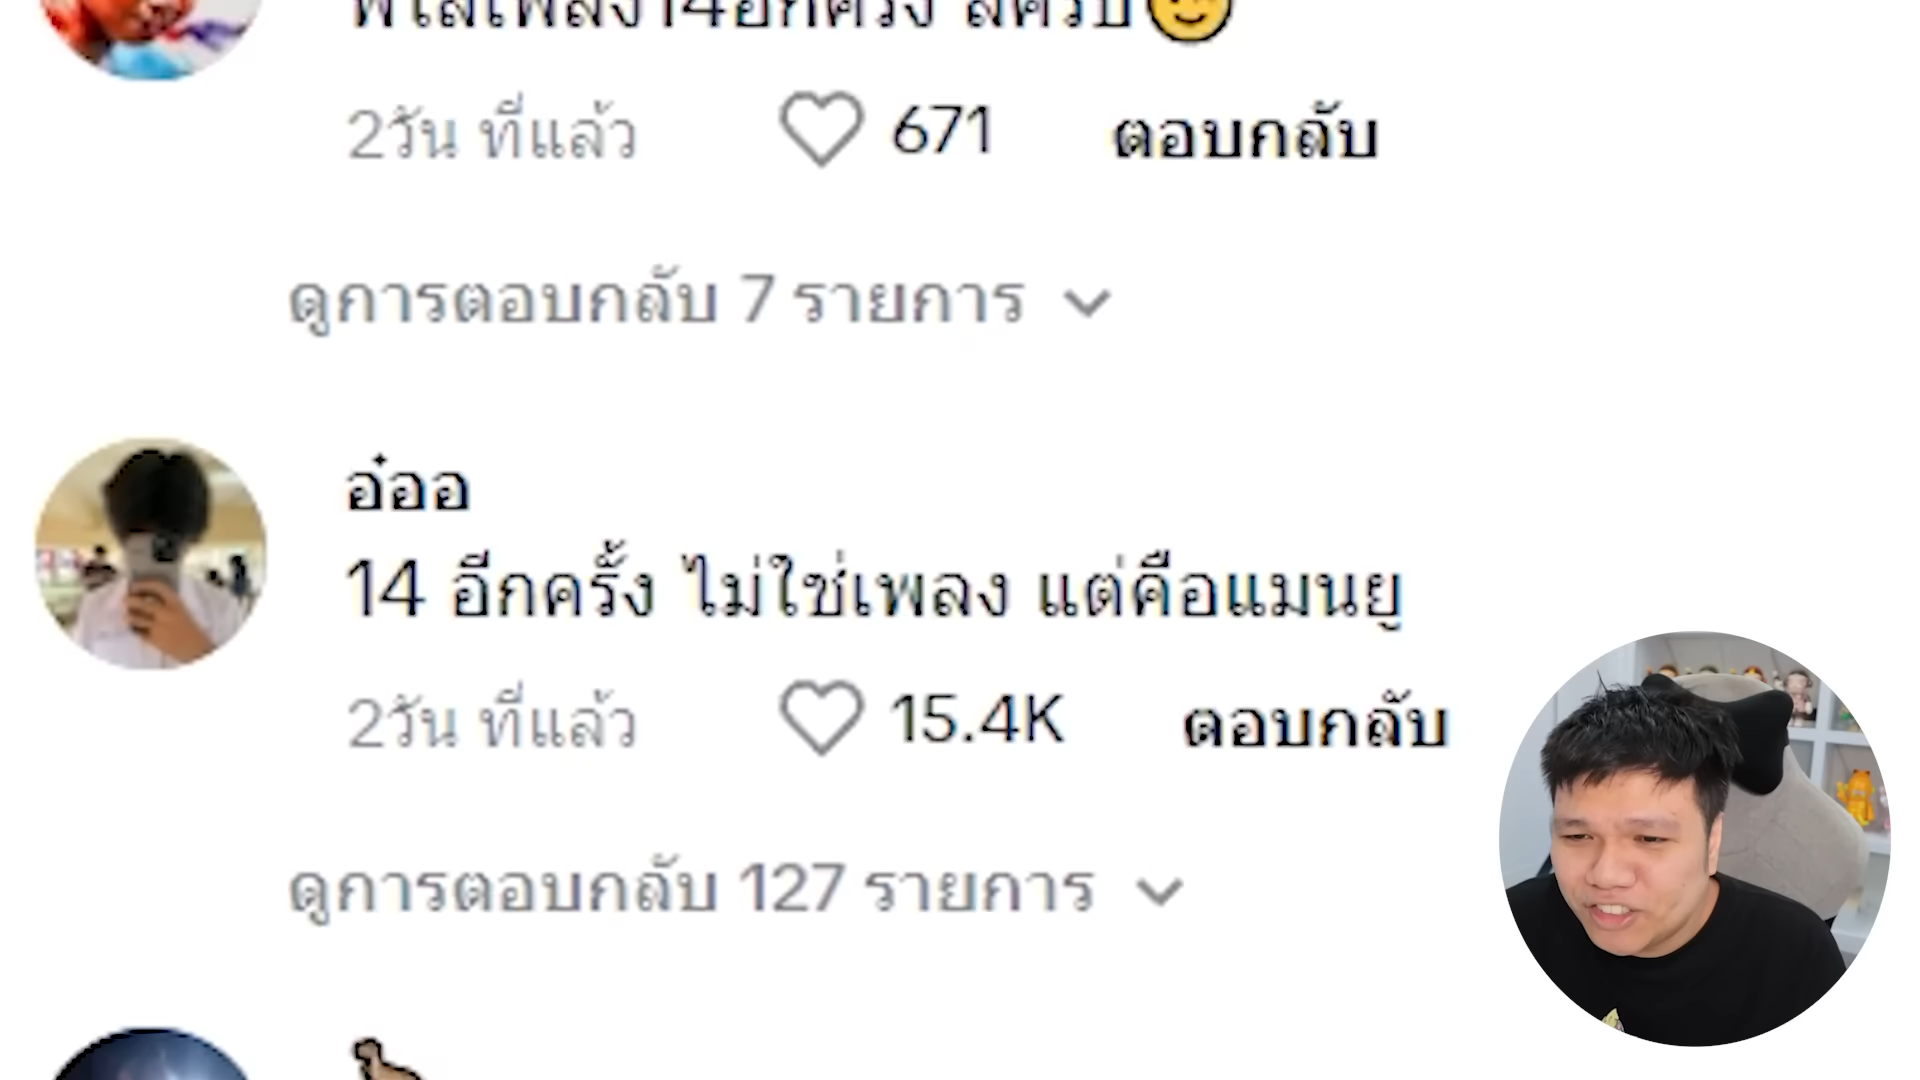 พี่ใส่เพลง14อีกครั้ง สิครับ
2วัน ที่แล้ว 671 ตอบกลับ
ดูการตอบกลับ 7 รายการ
อ๋ออ
14 อีกครั้ง ไม่ใช่เพลง แต่คือแมนยู
2วัน ที่แล้ว 15.4K ตอบกลับ
ดูการตอบกลับ 127 รายการ